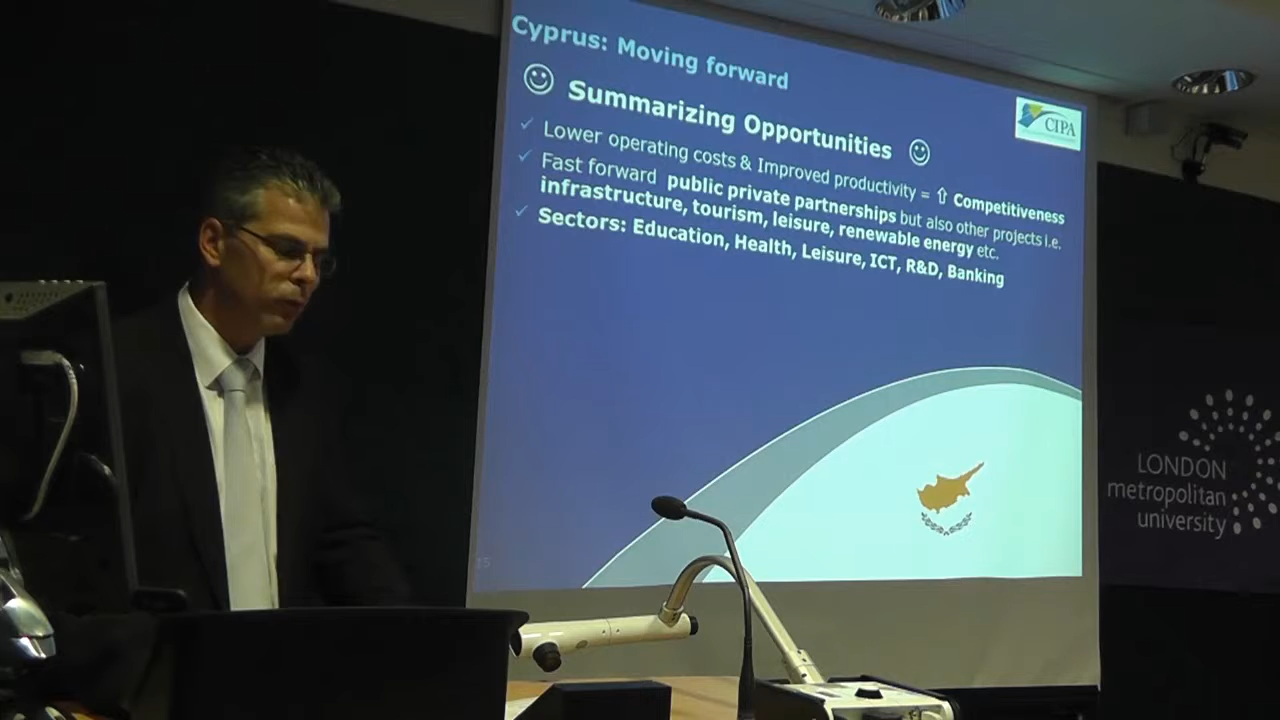 Cyprus: Moving forward
Summarizing Opportunities
CIPA
Lower operating costs & Improved productivity = ⇧ Competitiveness
Fast forward public private partnerships but also other projects i.e.
infrastructure, tourism, leisure, renewable energy etc.
Sectors: Education, Health, Leisure, ICT, R&D, Banking
15
LONDON
metropolitan
university